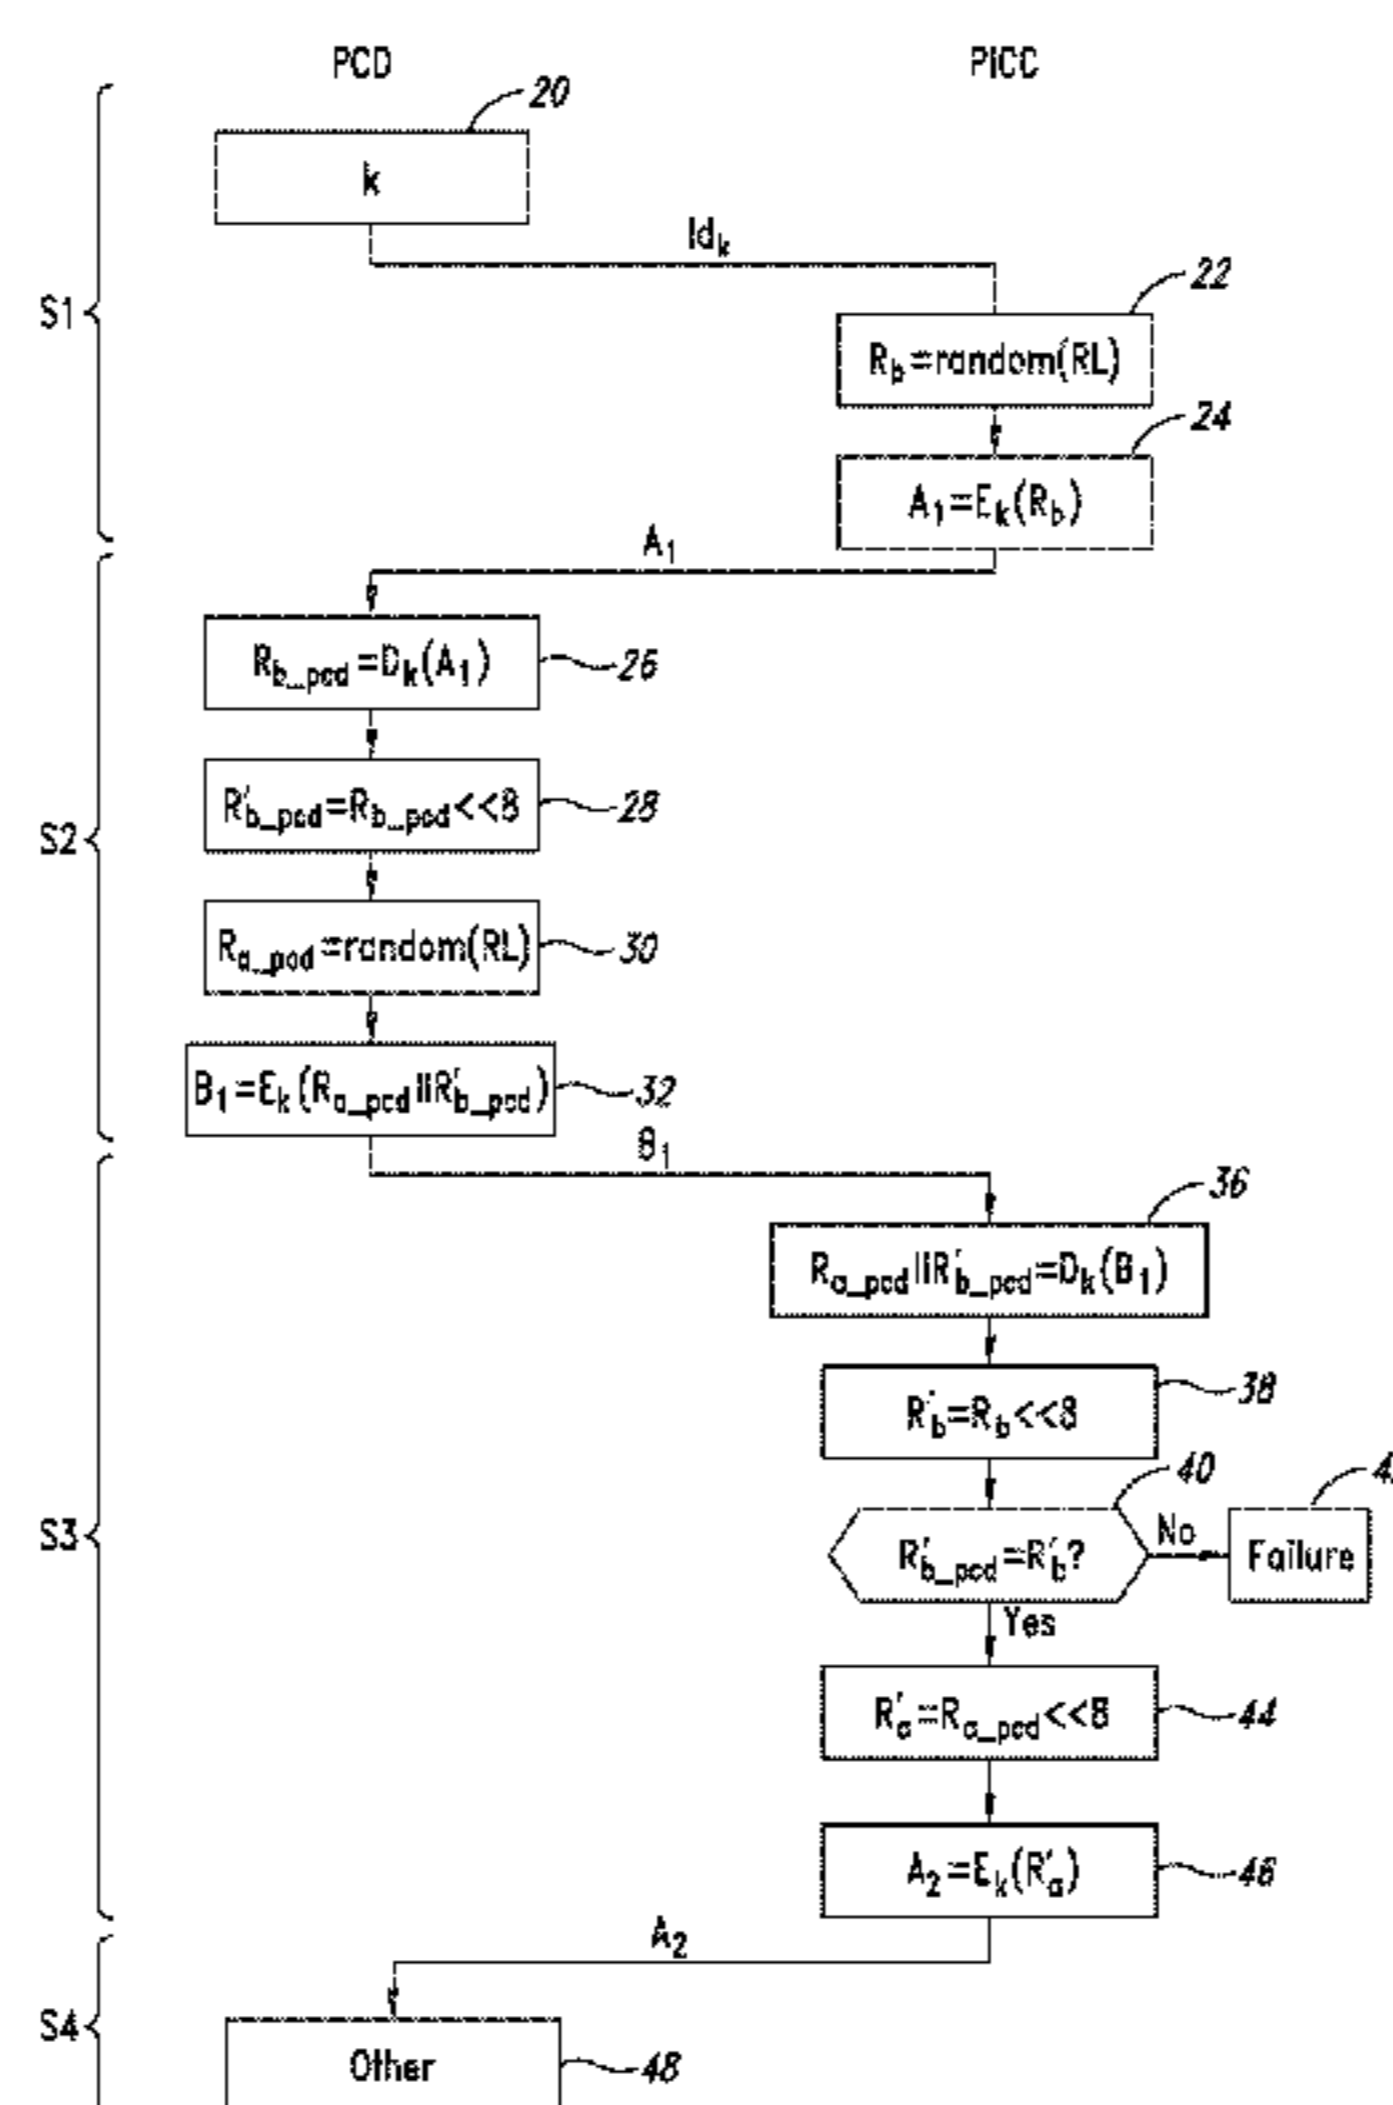 PCD PiCC
20
k
Idk
22
S1
Rb=random(RL)
24
A1=Ek(Rb)
A1
Rb_pcd=Dk(A1)
26
R'b_pcd=Rb_pcd<<8
28
S2
Ra_pcd=random(RL)
30
B1=Ek(Ra_pcd||R'b_pcd)
32
B1
36
Ra_pcd||R'b_pcd=Dk(B1)
R'b=Rb<<8
38
40
S3
R'b_pcd=R'b?
No
Failure
Yes
R'a=Ra_pcd<<8
44
A2=Ek(R'a)
46
A2
S4
Other
48